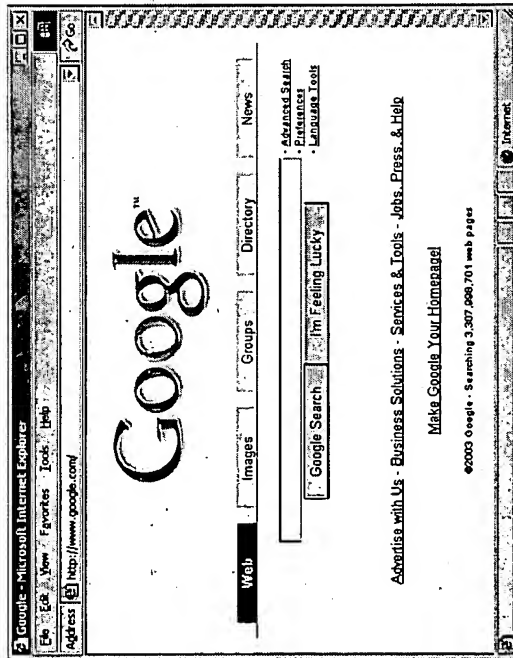 Google - Microsoft Internet Explorer
File Edit View Favorites Tools Help
Address http://www.google.com/ Go
Google™
Web Images Groups Directory News
• Advanced Search
• Preferences
• Language Tools
Google Search I'm Feeling Lucky
Advertise with Us - Business Solutions - Services & Tools - Jobs, Press, & Help
Make Google Your Homepage!
©2003 Google - Searching 3,307,998,701 web pages
Internet